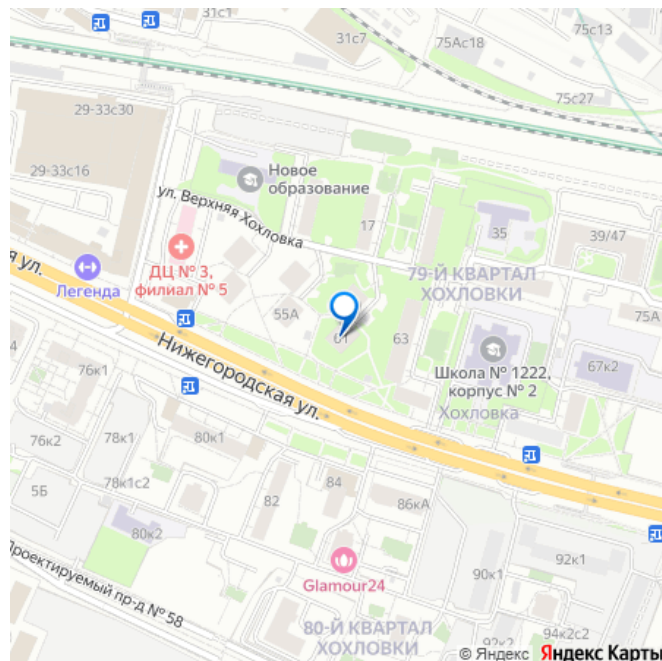 31с1
31с7
75с13
75Ас18
75с27
29-33с30
29-33с16
Новое
образование
ул. Верхняя Хохловка
17
35
39/47
ДЦ № 3,
филиал № 5
Легенда
я ул.
79-Й КВАРТАЛ
ХОХЛОВКИ
55А
61
63
75А
Школа № 1222,
корпус № 2
67к2
Хохловка
Нижегородская ул.
76к1
76к2
78к1
80к1
78к1с2
5Б
82
84
86кА
80к2
92к1
90к1
Glamour24
Проектируемый пр-д № 58
80-Й КВАРТАЛ
ХОХЛОВКИ
92к2
94к2с2
© Яндекс Яндекс Карты